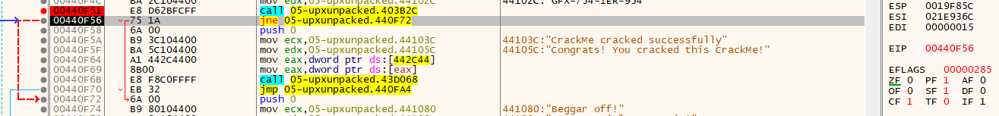 00440F4C BA 2C104400 mov edx,05-upxunpacked.44102C 44102C:"GFX-754-IER-954" ESP 0019F85C
00440F51 E8 D62BFCFF call 05-upxunpacked.403B2C ESI 021E936C
00440F56 75 1A jne 05-upxunpacked.440F72 EDI 00000015
00440F58 6A 00 push 0
00440F5A B9 3C104400 mov ecx,05-upxunpacked.44103C 44103C:"CrackMe cracked successfully"
00440F5F BA 5C104400 mov edx,05-upxunpacked.44105C 44105C:"Congrats! You cracked this CrackMe!" EIP 00440F56
00440F64 A1 442C4400 mov eax,dword ptr ds:[442C44]
00440F69 8B00 mov eax,dword ptr ds:[eax] EFLAGS 00000285
00440F6B E8 F8C0FFFF call 05-upxunpacked.43D068 ZF 0 PF 1 AF 0
00440F70 EB 32 jmp 05-upxunpacked.440FA4 OF 0 SF 1 DF 0
00440F72 6A 00 push 0 CF 1 TF 0 IF 1
00440F74 B9 80104400 mov ecx,05-upxunpacked.441080 441080:"Beggar off!"